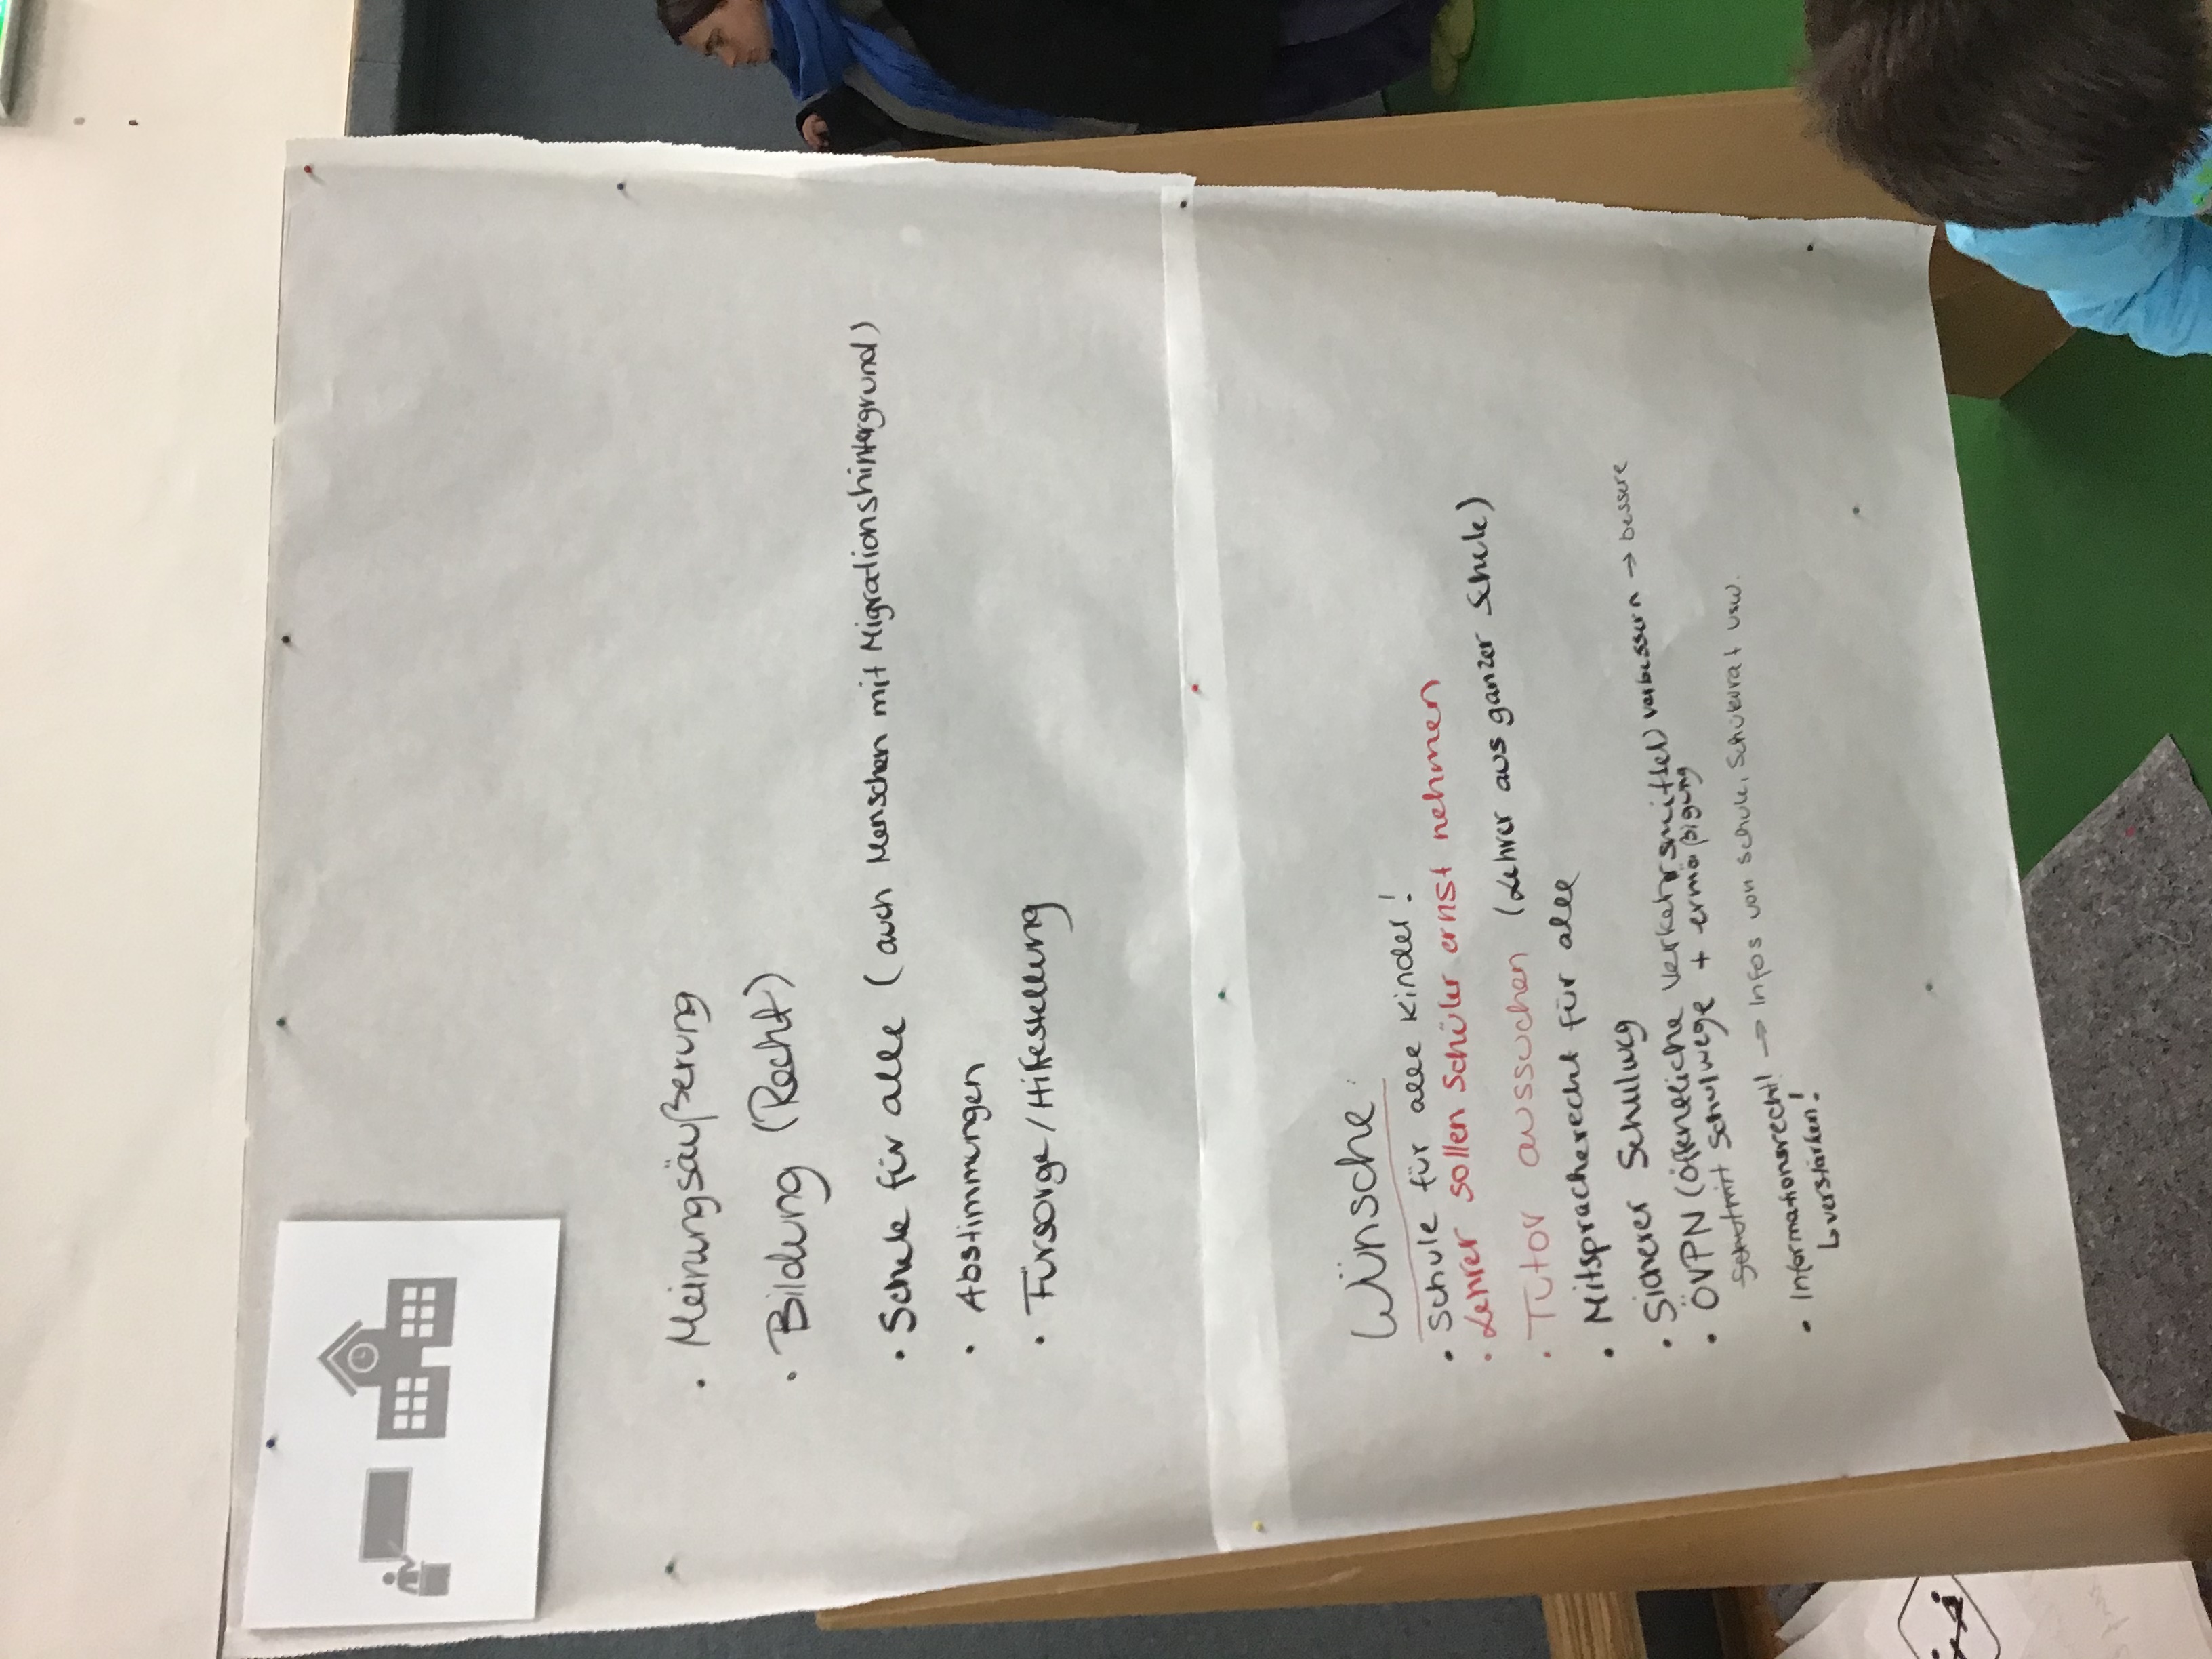 • Meinungsäußerung
• Bildung (Recht)
• Schule für alle (auch Menschen mit Migrationshintergrund)
• Abstimmungen
• Fürsorge/Hilfestellung
Wünsche:
• Schule für alle Kinder!
• Lehrer sollen Schüler ernst nehmen
• Tutor aussuchen (Lehrer aus ganzer Schule)
• Mitspracherecht für alle
• Sicherer Schulweg
• ÖVPN (öffentliche Verkehrsmittel) verbessern → bessere
Schulwege + ermäßigung
• Informationsrecht! → Infos von Schule, Schülerrat usw.
↳ verstärken!